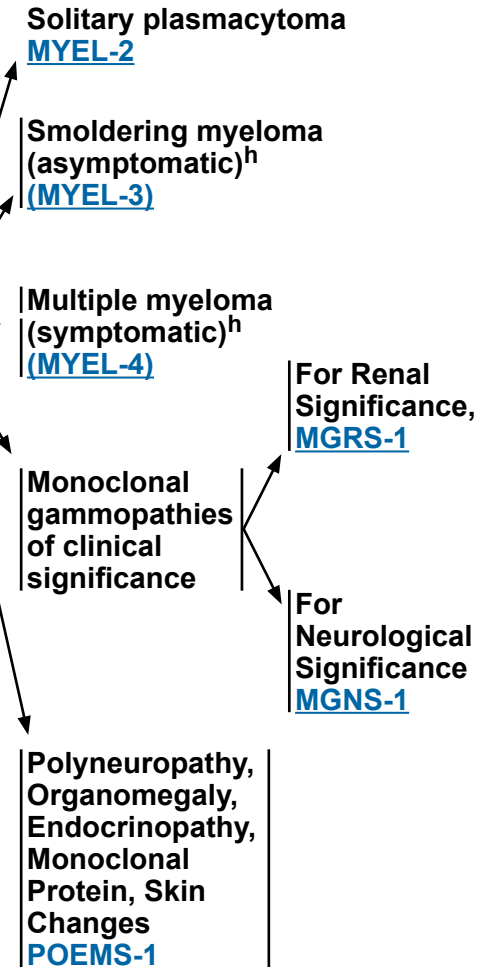 Solitary plasmacytoma
MYEL-2
Smoldering myeloma
(asymptomatic)h
(MYEL-3)
Multiple myeloma
(symptomatic)h
(MYEL-4)
Monoclonal
gammopathies
of clinical
significance
For Renal
Significance,
MGRS-1
For
Neurological
Significance
MGNS-1
Polyneuropathy,
Organomegaly,
Endocrinopathy,
Monoclonal
Protein, Skin
Changes
POEMS-1